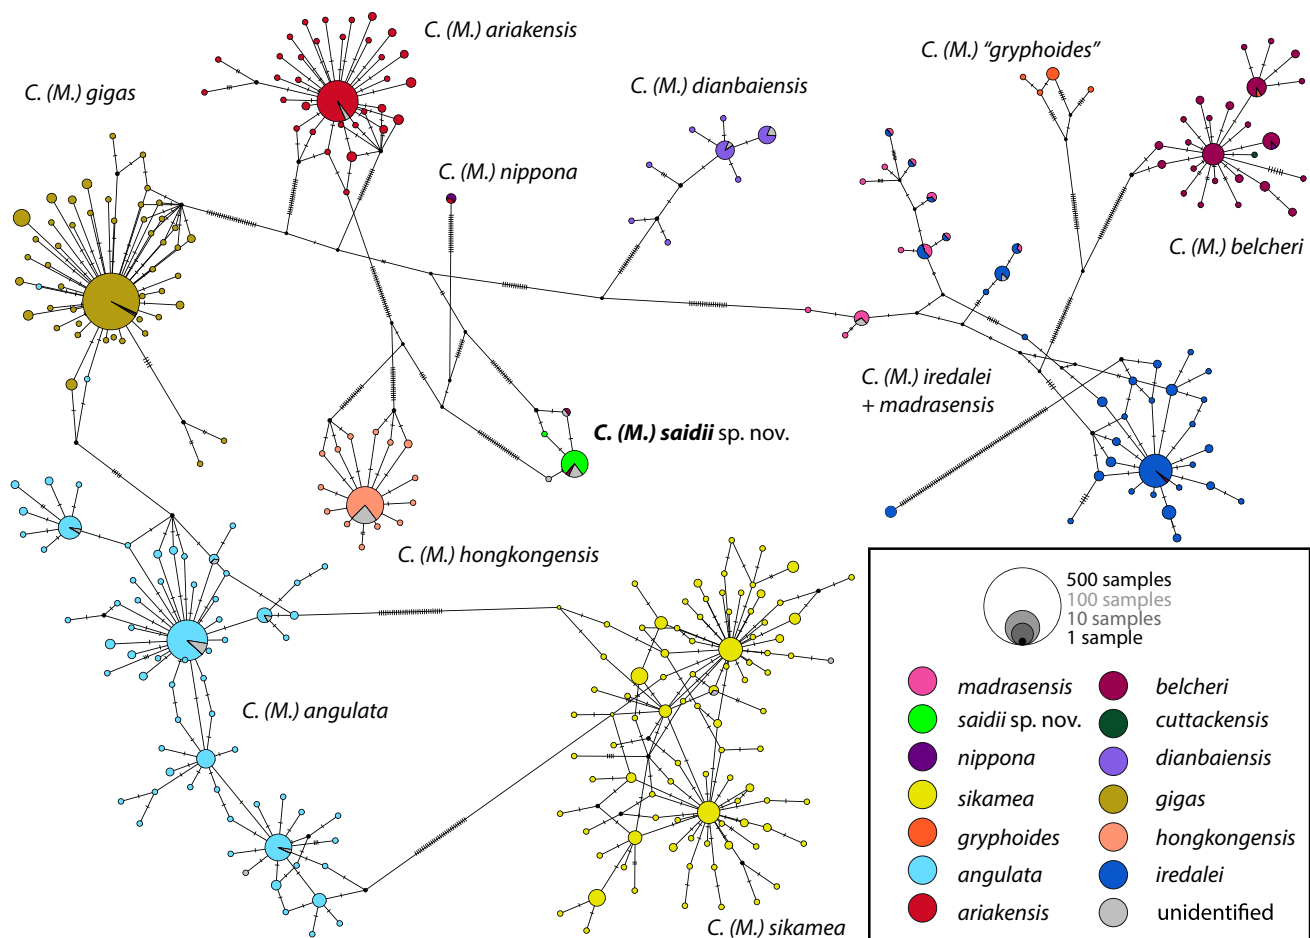 C. (M.) ariakensis
C. (M.) "gryphoides"
C. (M.) gigas
C. (M.) dianbaiensis
C. (M.) nippona
C. (M.) belcheri
C. (M.) iredalei
+ madrasensis
C. (M.) saidii sp. nov.
C. (M.) hongkongensis
C. (M.) angulata
C. (M.) sikamea
500 samples
100 samples
10 samples
1 sample
madrasensis
saidii sp. nov.
nippona
sikamea
gryphoides
angulata
ariakensis
belcheri
cuttackensis
dianbaiensis
gigas
hongkongensis
iredalei
unidentified